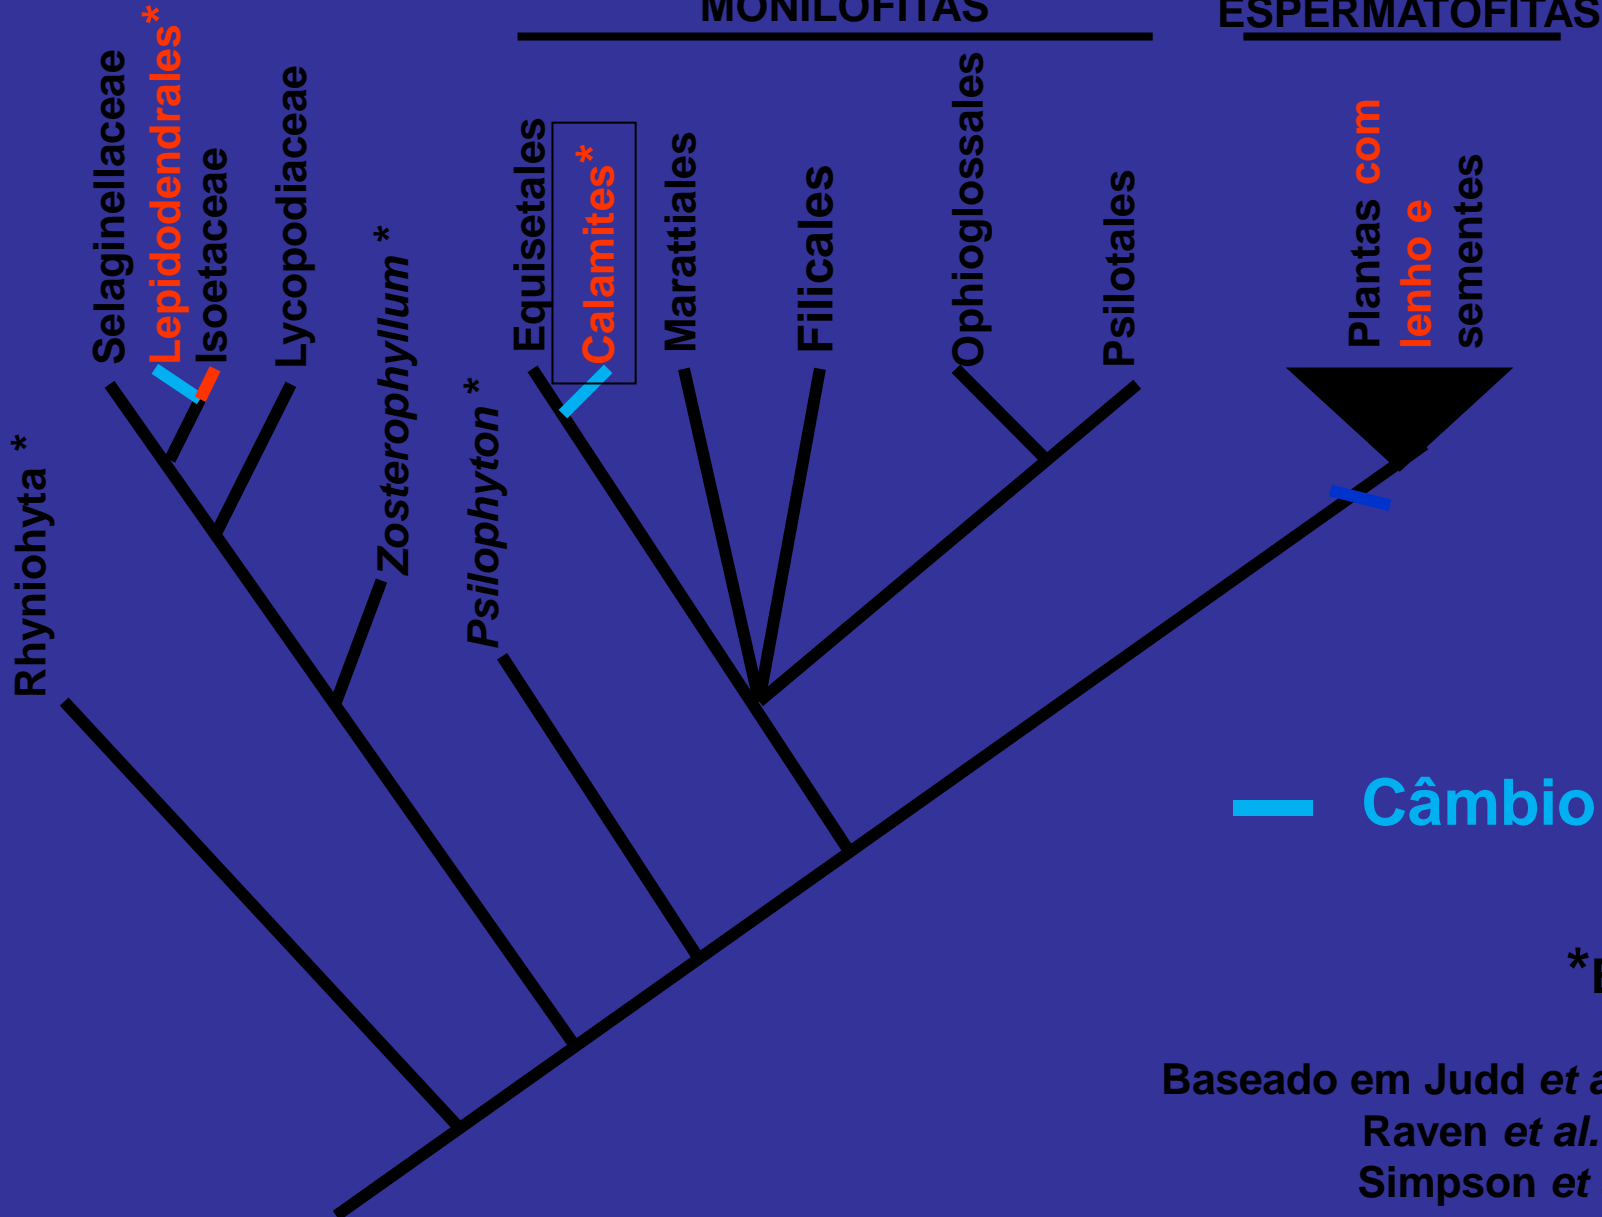 MONILOFITAS
ESPERMATOFITAS
Selaginellaceae
Lepidodendrales*
Isoetaceae
Lycopodiaceae
Zosterophyllum *
Psilophyton *
Rhyniohyta *
Equisetales
Calamites*
Marattiales
Filicales
Ophioglossales
Psilotales
Plantas com
lenho e
sementes
Câmbio
*
Baseado em Judd et
Raven et al.
Simpson et